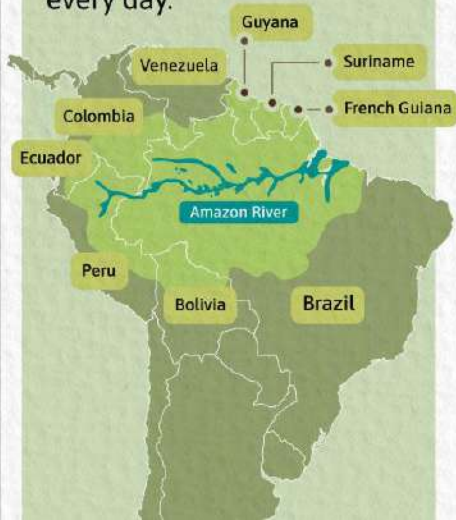 every day.
Guyana
Venezuela
Suriname
Colombia
French Guiana
Ecuador
Amazon River
Peru
Bolivia
Brazil